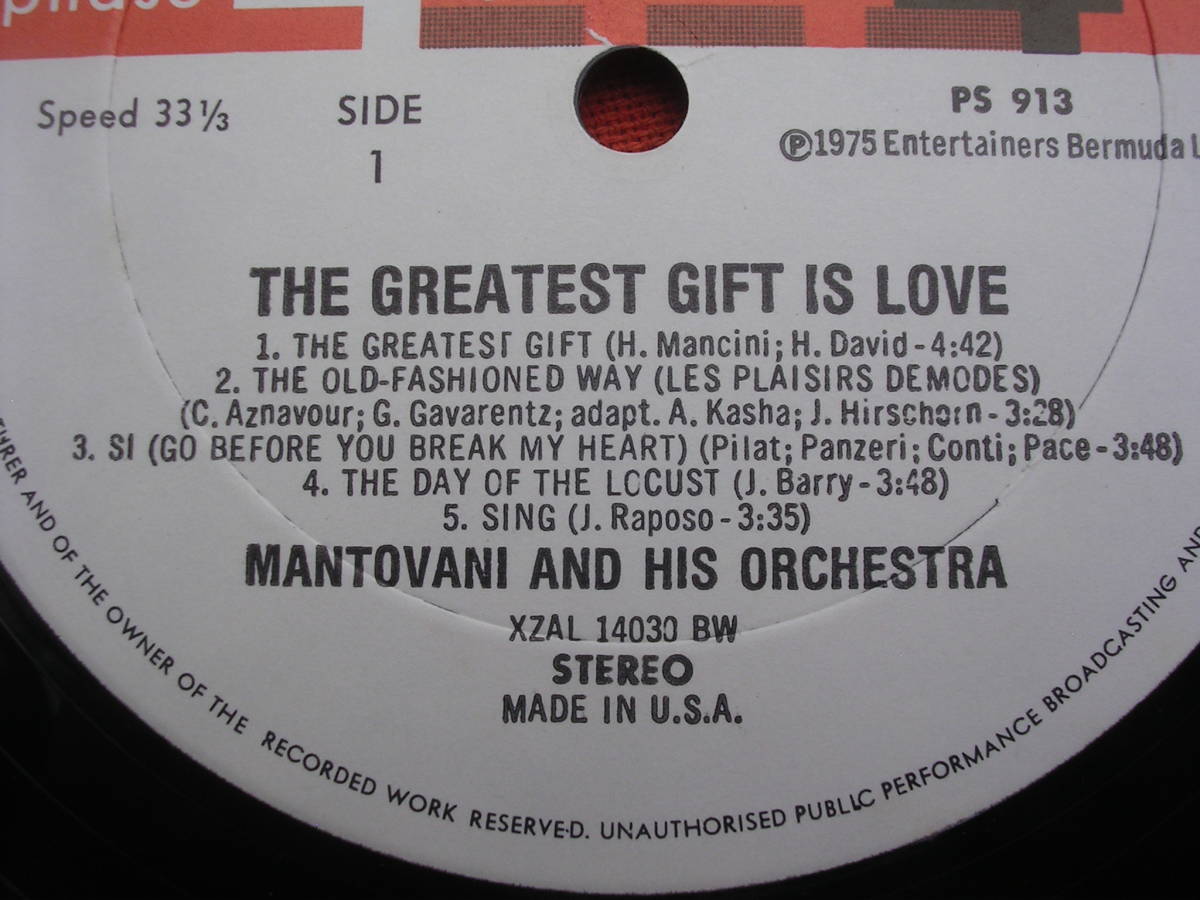 Speed 33 1/3
SIDE
1
PS 913
℗1975 Entertainers Bermuda
THE GREATEST GIFT IS LOVE
1. THE GREATEST GIFT (H. Mancini; H. David - 4:42)
2. THE OLD-FASHIONED WAY (LES PLAISIRS DEMODES)
(C. Aznavour; G. Gavarentz; adapt. A. Kasha; J. Hirschorn - 3:28)
3. SI (GO BEFORE YOU BREAK MY HEART) (Pilat; Panzeri; Conti; Pace - 3:48)
4. THE DAY OF THE LOCUST (J. Barry - 3:48)
5. SING (J. Raposo - 3:35)
MANTOVANI AND HIS ORCHESTRA
XZAL 14030 BW
STEREO
MADE IN U.S.A.
AND OF THE OWNER OF THE RECORDED WORK RESERVED. UNAUTHORISED PUBLIC PERFORMANCE BROADCASTING AND